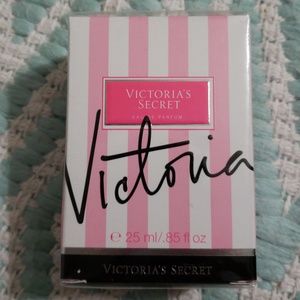 VICTORIA'S
SECRET
EAU DE PARFUM
Victoria
℮ 25 ml/.85 fl oz
VICTORIA'S SECRET